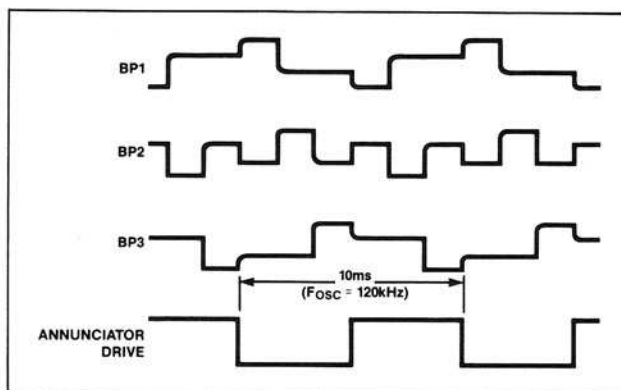 BP1
BP2
BP3
10ms
(FOSC = 120kHz)
ANNUNCIATOR
DRIVE